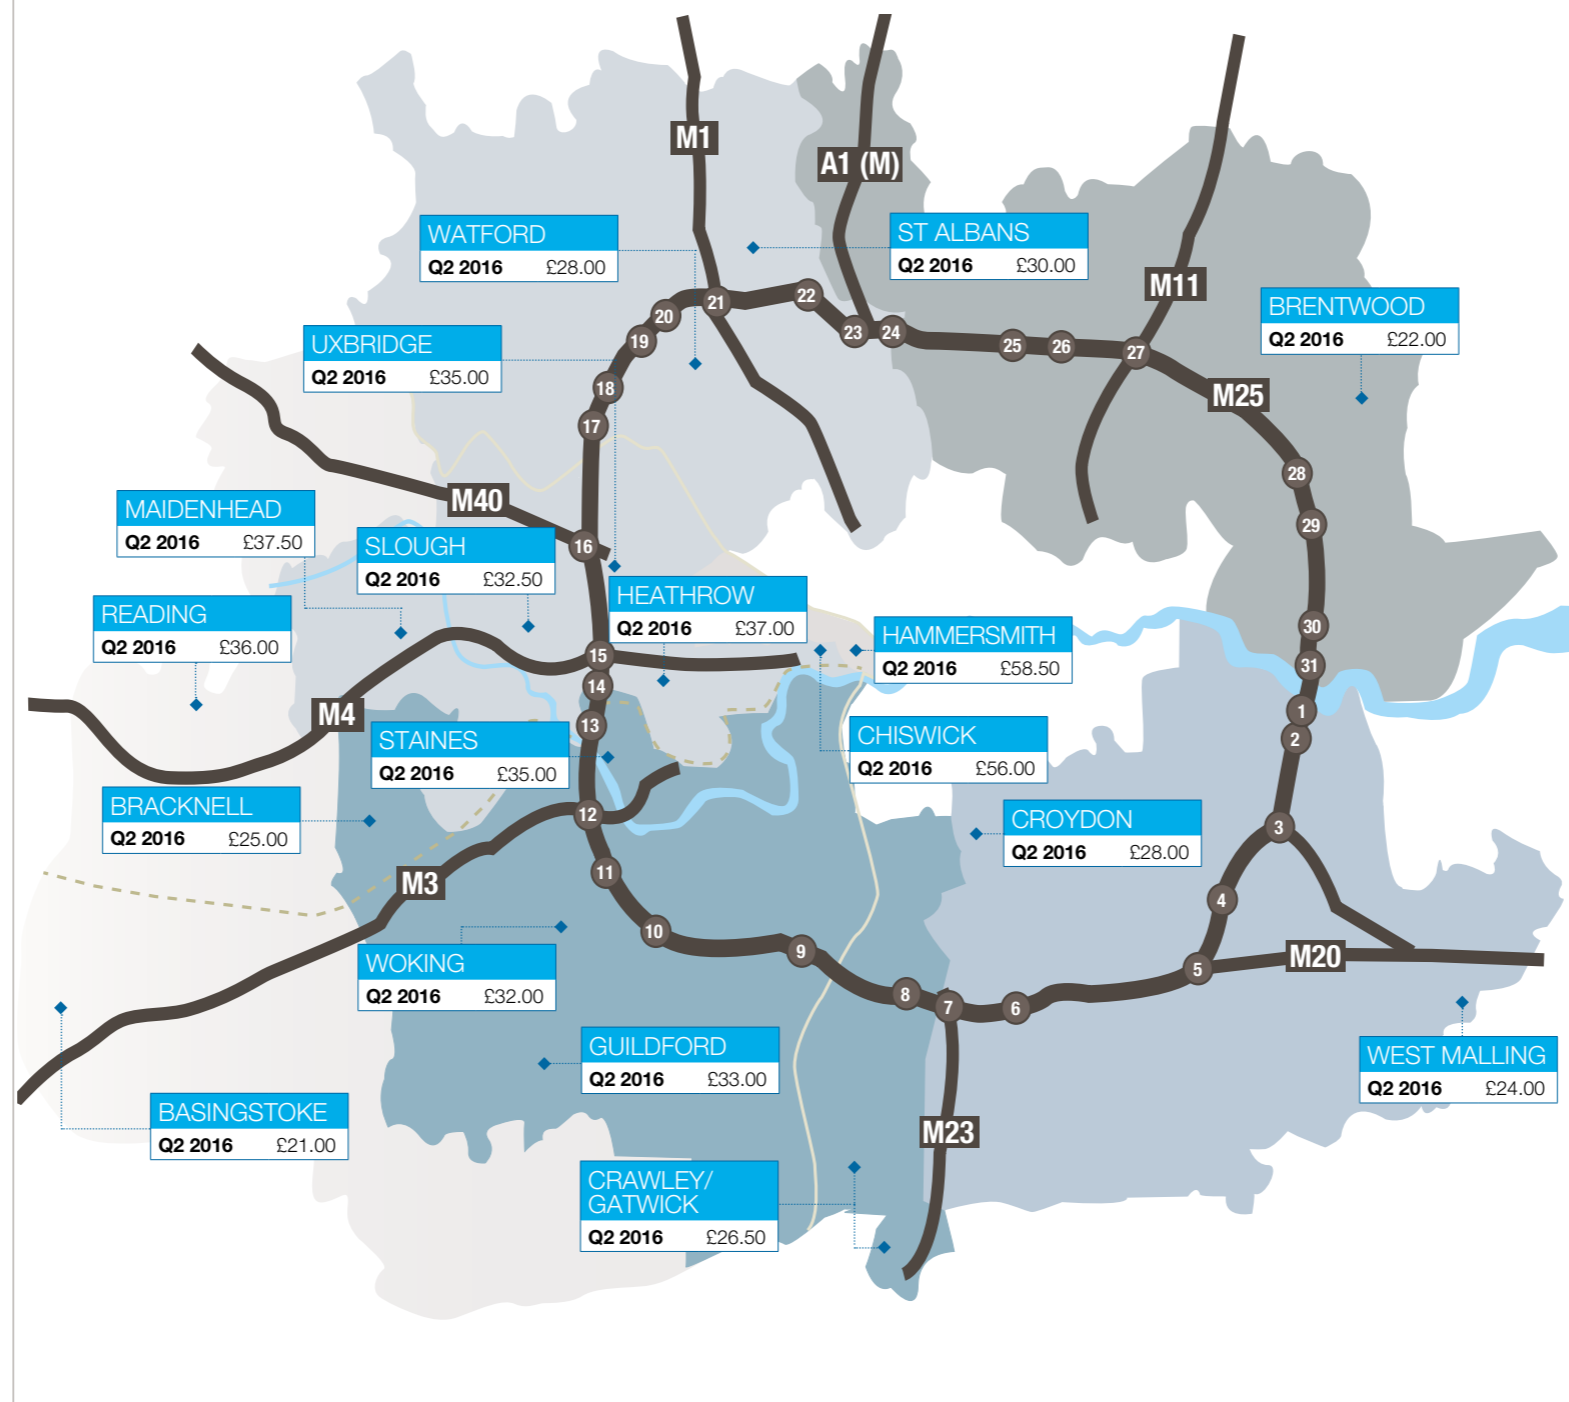 M1
A1 (M)
WATFORD
Q2 2016 £28.00
ST ALBANS
Q2 2016 £30.00
M11
BRENTWOOD
Q2 2016 £22.00
UXBRIDGE
Q2 2016 £35.00
21
22
20
19
23
24
25
26
27
18
17
M25
28
29
M40
MAIDENHEAD
Q2 2016 £37.50
SLOUGH
Q2 2016 £32.50
16
HEATHROW
Q2 2016 £37.00
READING
Q2 2016 £36.00
HAMMERSMITH
Q2 2016 £58.50
30
31
15
14
13
1
2
M4
STAINES
Q2 2016 £35.00
CHISWICK
Q2 2016 £56.00
BRACKNELL
Q2 2016 £25.00
12
CROYDON
Q2 2016 £28.00
3
M3
11
4
10
9
WOKING
Q2 2016 £32.00
5
M20
8
7
6
GUILDFORD
Q2 2016 £33.00
WEST MALLING
Q2 2016 £24.00
BASINGSTOKE
Q2 2016 £21.00
M23
CRAWLEY/
GATWICK
Q2 2016 £26.50